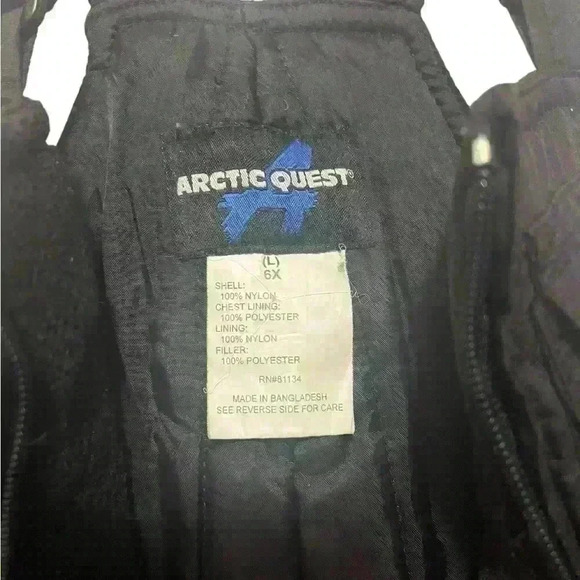 ARCTIC QUEST®
(L)
6X
SHELL:
100% NYLON
CHEST LINING:
100% POLYESTER
LINING:
100% NYLON
FILLER:
100% POLYESTER
RN#81134
MADE IN BANGLADESH
SEE REVERSE SIDE FOR CARE